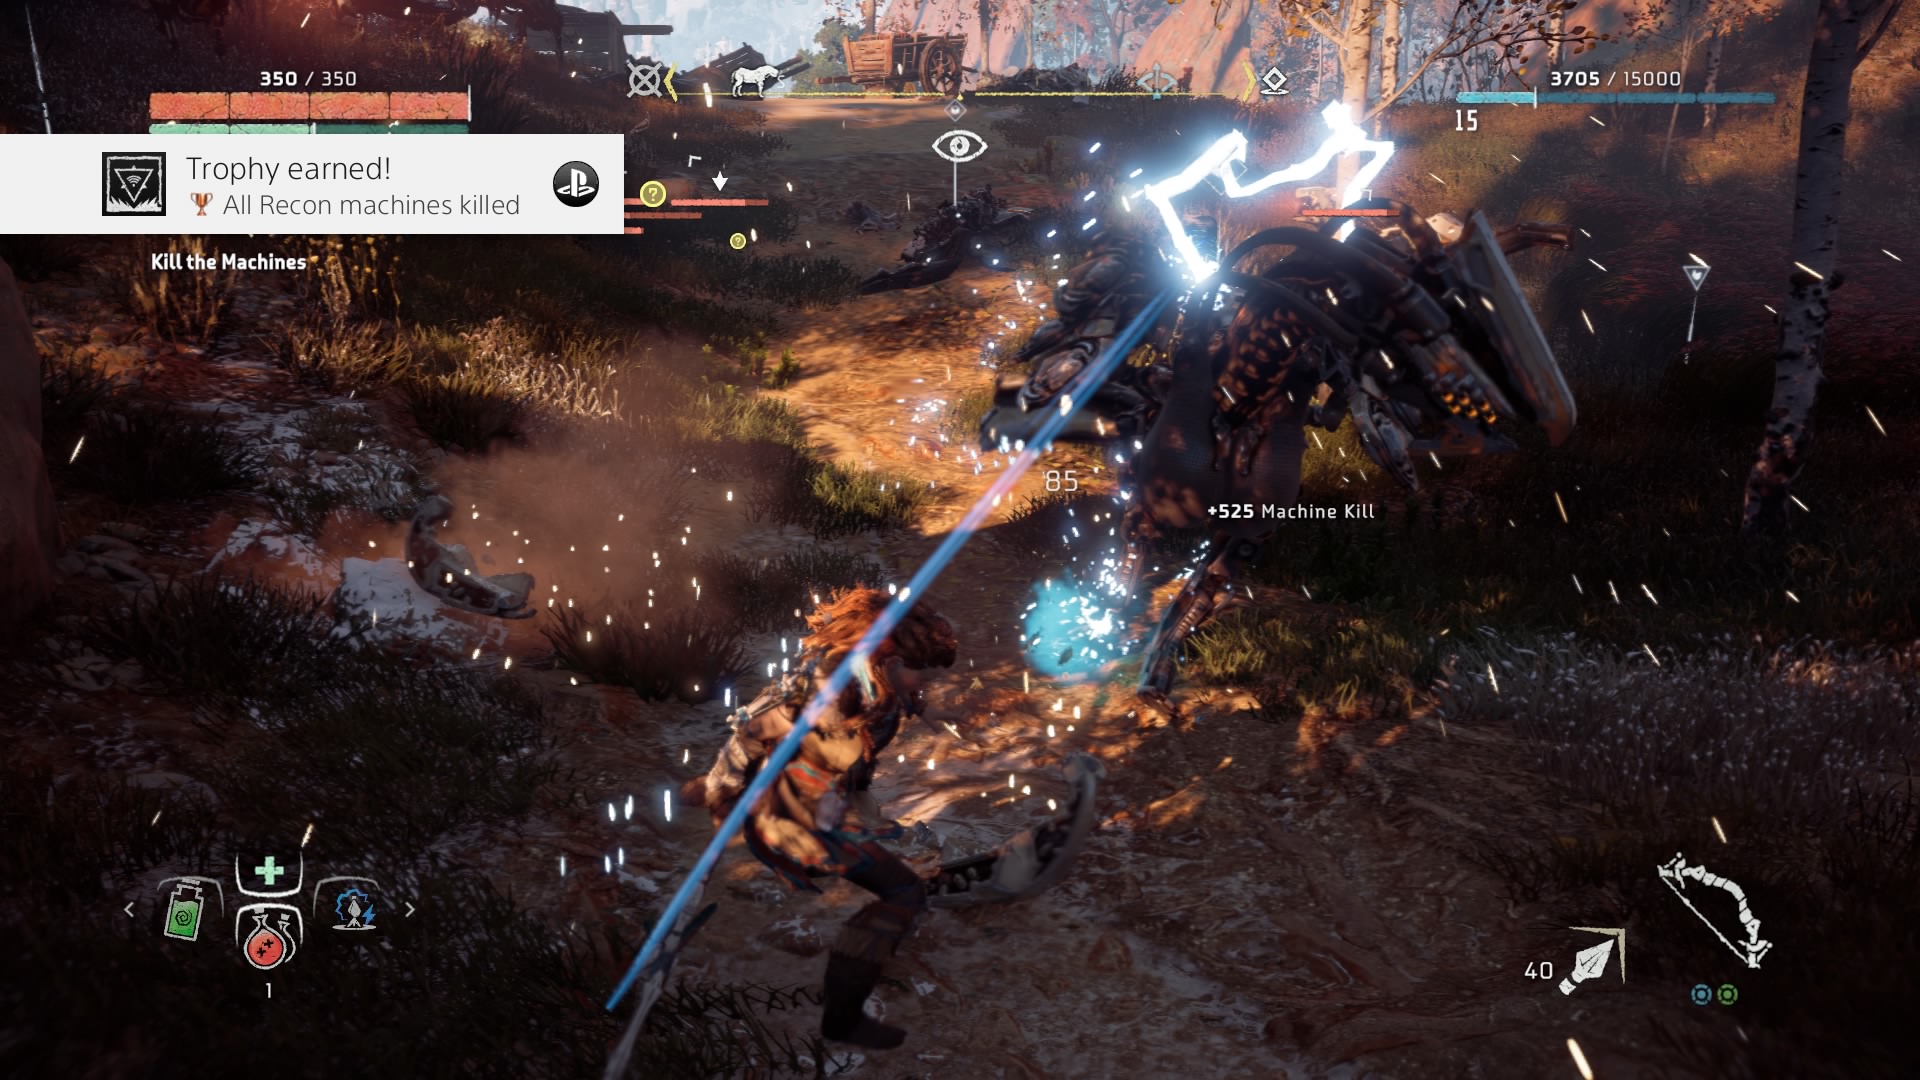 350 / 350
3705 / 15000
15
Trophy earned!
All Recon machines killed
?
?
Kill the Machines
85
+525 Machine Kill
40
1